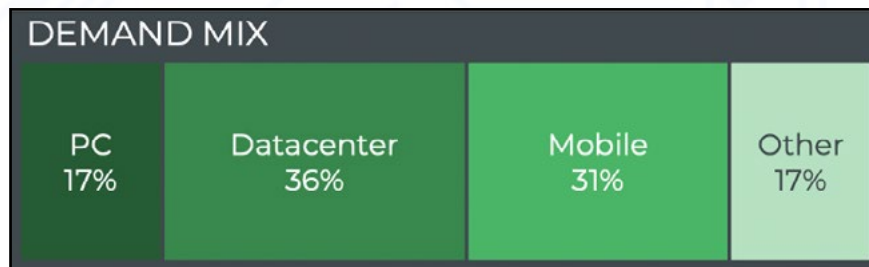 DEMAND MIX
PC
17%
Datacenter
36%
Mobile
31%
Other
17%